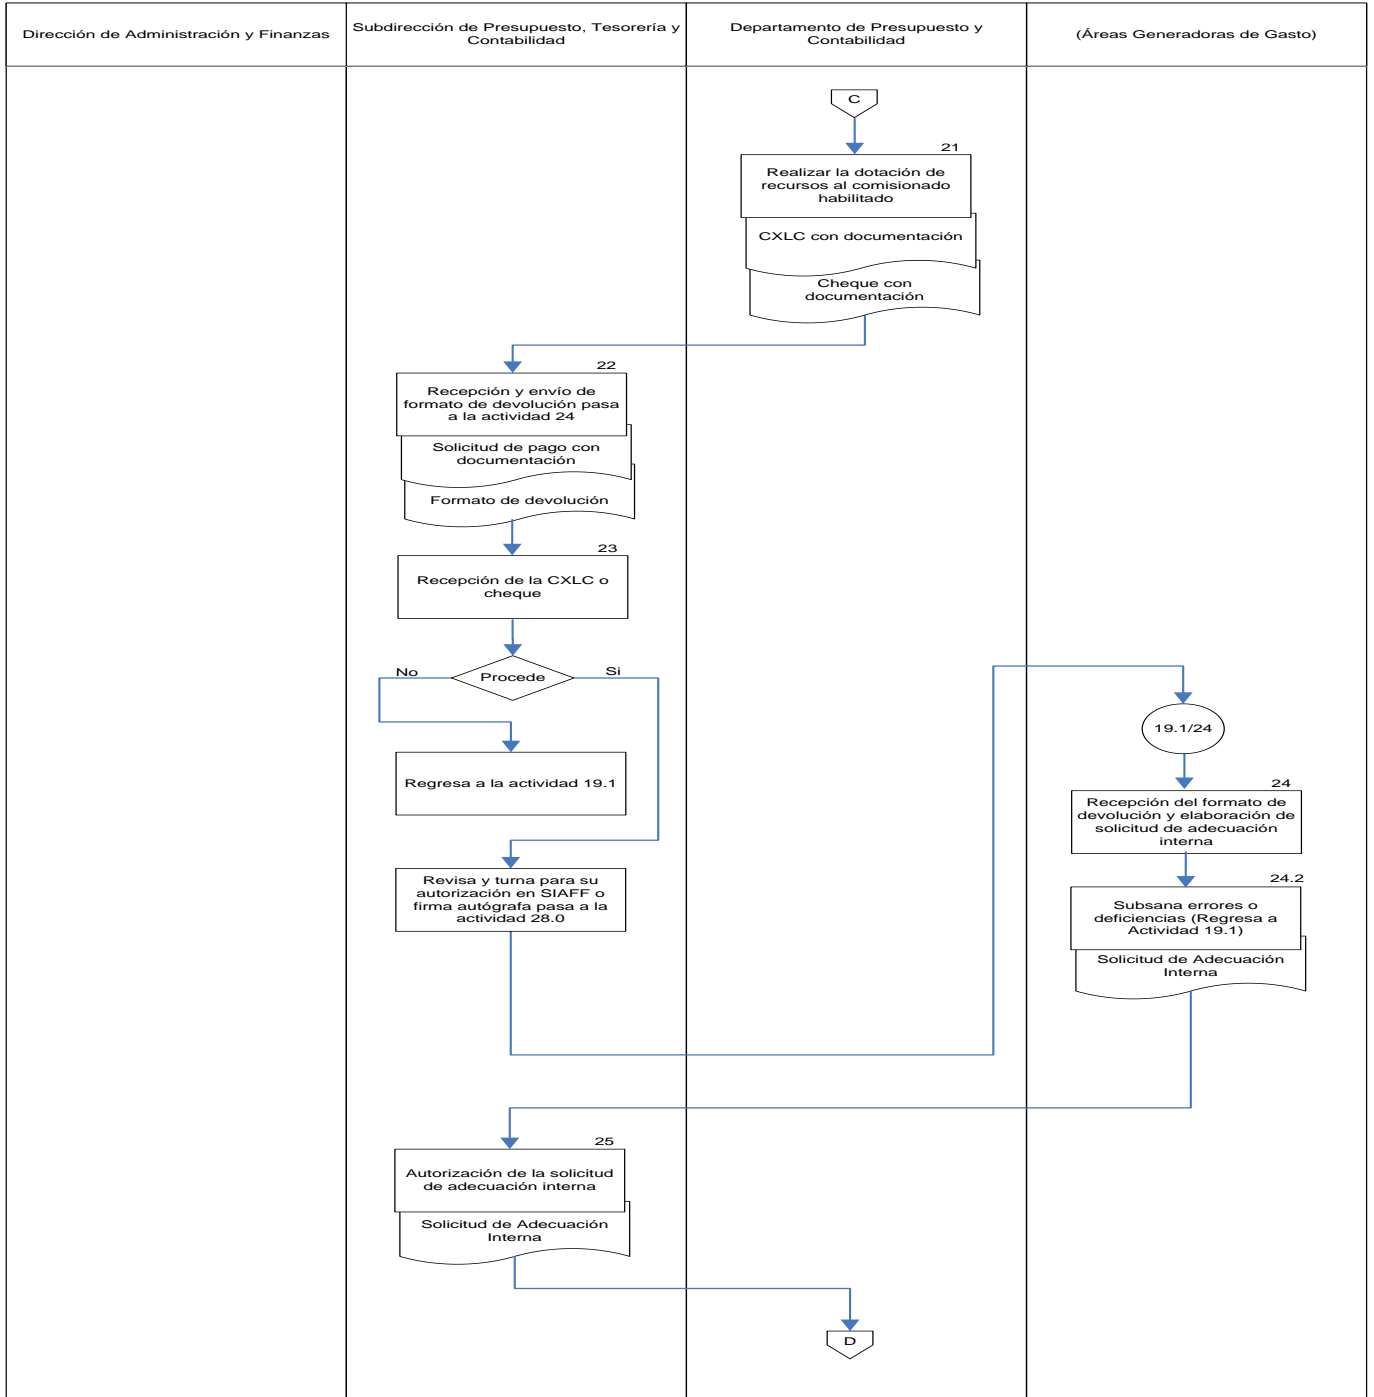 Dirección de Administración y Finanzas
Subdirección de Presupuesto, Tesorería y
Contabilidad
Departamento de Presupuesto y
Contabilidad
(Áreas Generadoras de Gasto)
C
21
Realizar la dotación de
recursos al comisionado
habilitado
CXLC con documentación
Cheque con
documentación
22
Recepción y envío de
formato de devolución pasa
a la actividad 24
Solicitud de pago con
documentación
Formato de devolución
23
Recepción de la CXLC o
cheque
No
Procede
Si
Regresa a la actividad 19.1
Revisa y turna para su
autorización en SIAFF o
firma autógrafa pasa a la
actividad 28.0
19.1/24
24
Recepción del formato de
devolución y elaboración de
solicitud de adecuación
interna
24.2
Subsana errores o
deficiencias (Regresa a
Actividad 19.1)
Solicitud de Adecuación
Interna
25
Autorización de la solicitud
de adecuación interna
Solicitud de Adecuación
Interna
D